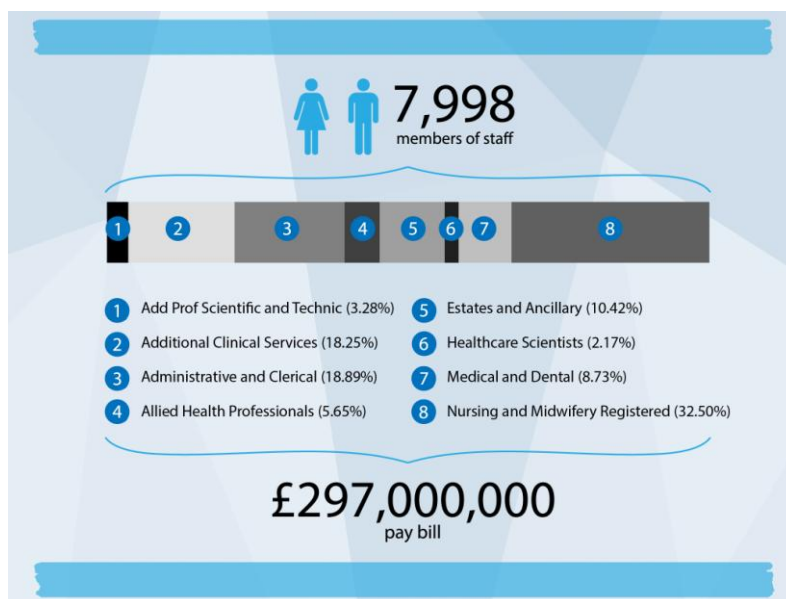 7,998
members of staff
1 2 3 4 5 6 7 8
1 Add Prof Scientific and Technic (3.28%)
2 Additional Clinical Services (18.25%)
3 Administrative and Clerical (18.89%)
4 Allied Health Professionals (5.65%)
5 Estates and Ancillary (10.42%)
6 Healthcare Scientists (2.17%)
7 Medical and Dental (8.73%)
8 Nursing and Midwifery Registered (32.50%)
£297,000,000
pay bill